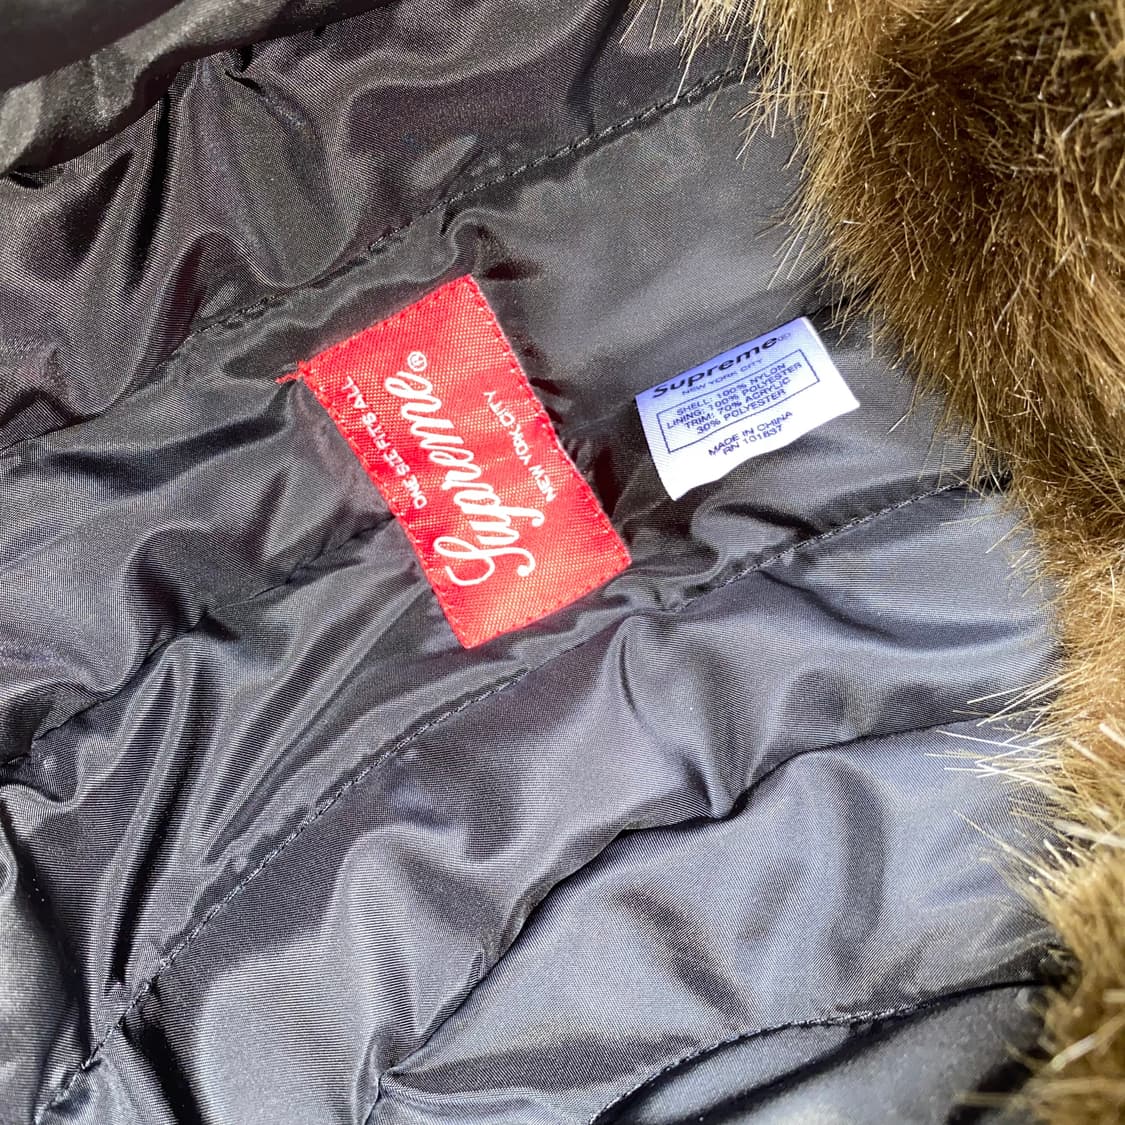 Supreme®
NEW YORK CITY
ONE SIZE FITS ALL
Supreme®
NEW YORK CITY
SHELL: 100% NYLON
LINING: 100% POLYESTER
TRIM: 70% ACRYLIC
30% POLYESTER
MADE IN CHINA
RN 101837